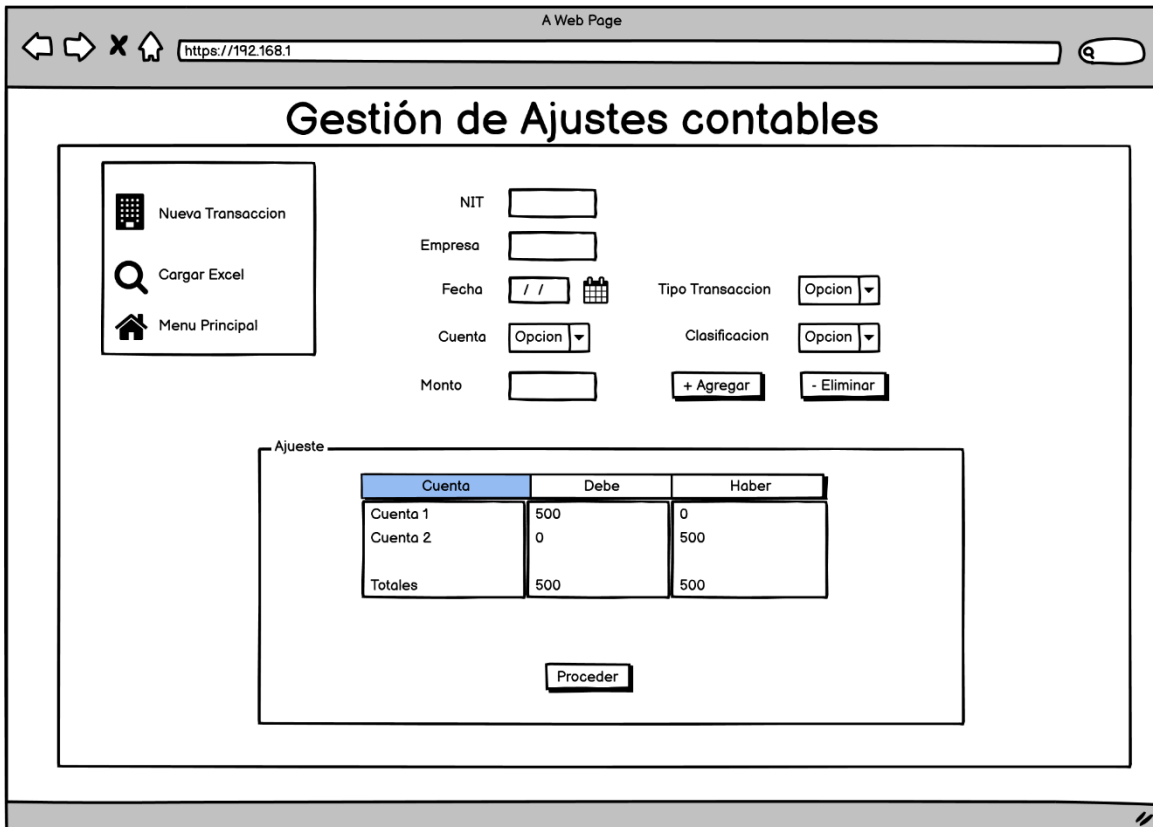 A Web Page
https://192.168.1
Gestión de Ajustes contables
Nueva Transaccion
Cargar Excel
Menu Principal
NIT
Empresa
Fecha / / Tipo Transaccion Opcion
Cuenta Opcion Clasificacion Opcion
Monto + Agregar - Eliminar
Ajueste
Cuenta Debe Haber
Cuenta 1 500 0
Cuenta 2 0 500
Totales 500 500
Proceder